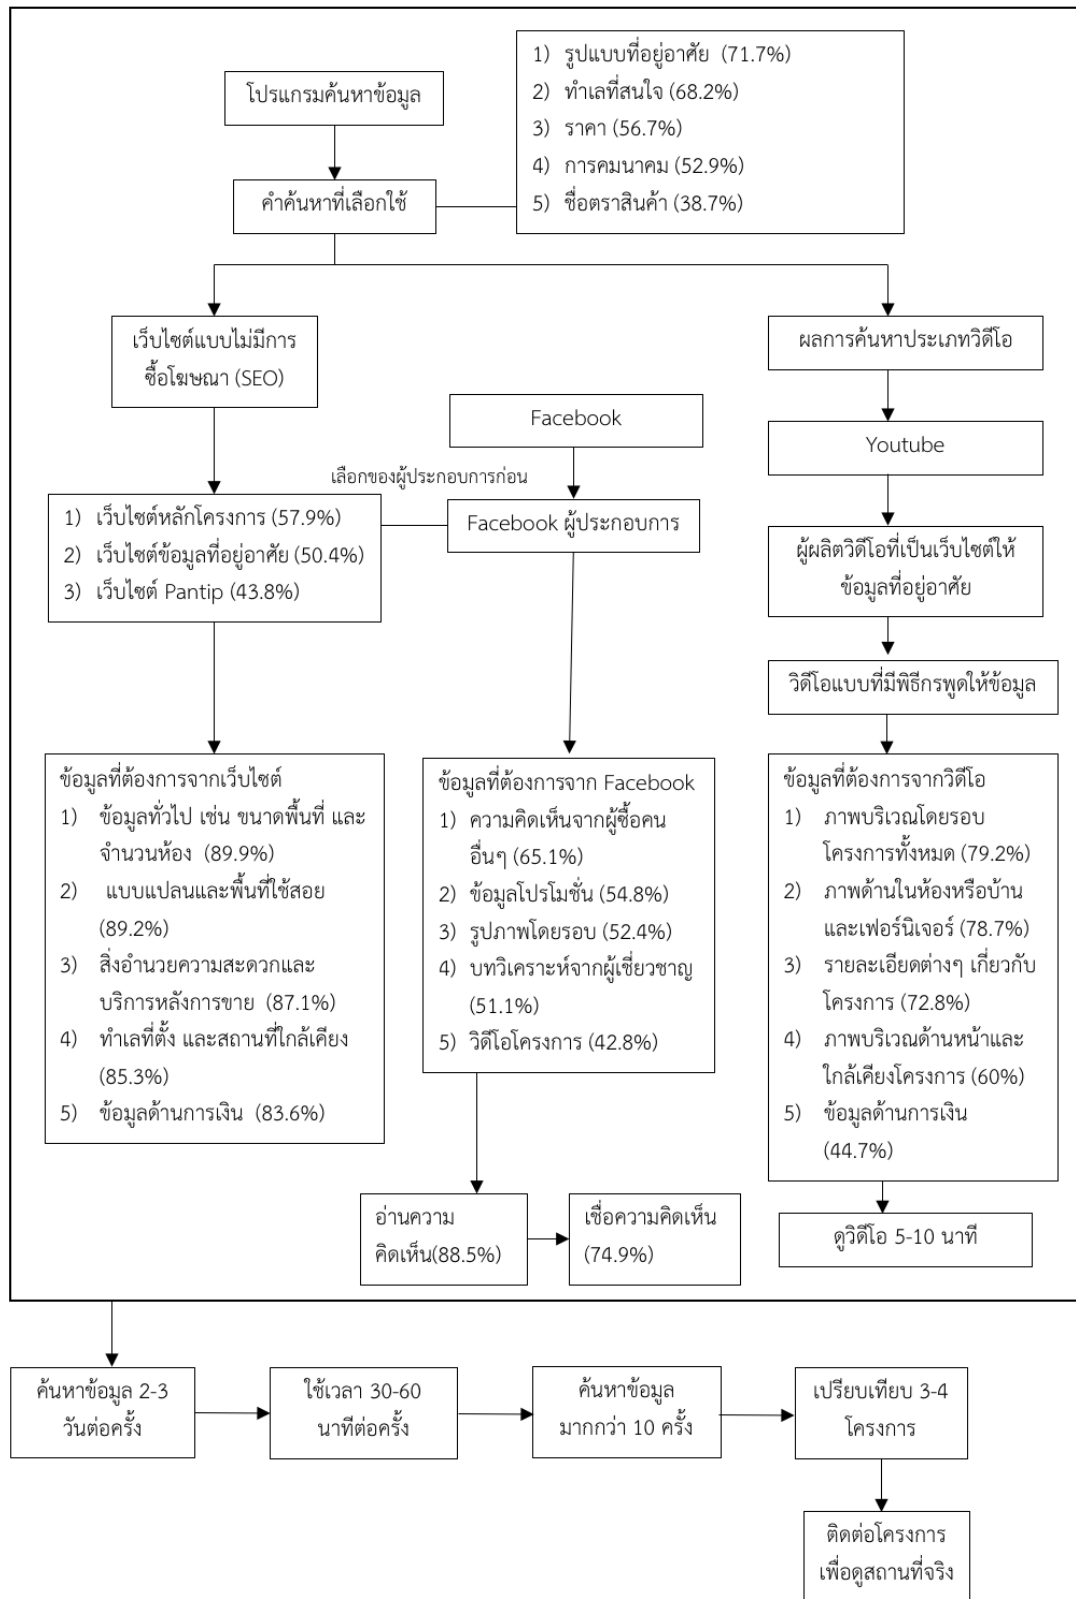 โปรแกรมค้นหาข้อมูล
คำค้นหาที่เลือกใช้
1) รูปแบบที่อยู่อาศัย (71.7%)
2) ทำเลที่สนใจ (68.2%)
3) ราคา (56.7%)
4) การคมนาคม (52.9%)
5) ชื่อตราสินค้า (38.7%)
เว็บไซต์แบบไม่มีการ
ซื้อโฆษณา (SEO)
1) เว็บไซต์หลักโครงการ (57.9%)
2) เว็บไซต์ข้อมูลที่อยู่อาศัย (50.4%)
3) เว็บไซต์ Pantip (43.8%)
เลือกของผู้ประกอบการก่อน
Facebook
Facebook ผู้ประกอบการ
ผลการค้นหาประเภทวิดีโอ
Youtube
ผู้ผลิตวิดีโอที่เป็นเว็บไซต์ให้
ข้อมูลที่อยู่อาศัย
วิดีโอแบบที่มีพิธีกรพูดให้ข้อมูล
ข้อมูลที่ต้องการจากเว็บไซต์
1) ข้อมูลทั่วไป เช่น ขนาดพื้นที่ และ
จำนวนห้อง (89.9%)
2) แบบแปลนและพื้นที่ใช้สอย
(89.2%)
3) สิ่งอำนวยความสะดวกและ
บริการหลังการขาย (87.1%)
4) ทำเลที่ตั้ง และสถานที่ใกล้เคียง
(85.3%)
5) ข้อมูลด้านการเงิน (83.6%)
ข้อมูลที่ต้องการจาก Facebook
1) ความคิดเห็นจากผู้ซื้อคน
อื่นๆ (65.1%)
2) ข้อมูลโปรโมชั่น (54.8%)
3) รูปภาพโดยรอบ (52.4%)
4) บทวิเคราะห์จากผู้เชี่ยวชาญ
(51.1%)
5) วิดีโอโครงการ (42.8%)
ข้อมูลที่ต้องการจากวิดีโอ
1) ภาพบริเวณโดยรอบ
โครงการทั้งหมด (79.2%)
2) ภาพด้านในห้องหรือบ้าน
และเฟอร์นิเจอร์ (78.7%)
3) รายละเอียดต่างๆ เกี่ยวกับ
โครงการ (72.8%)
4) ภาพบริเวณด้านหน้าและ
ใกล้เคียงโครงการ (60%)
5) ข้อมูลด้านการเงิน
(44.7%)
อ่านความ
คิดเห็น(88.5%)
เชื่อความคิดเห็น
(74.9%)
ดูวิดีโอ 5-10 นาที
ค้นหาข้อมูล 2-3
วันต่อครั้ง
ใช้เวลา 30-60
นาทีต่อครั้ง
ค้นหาข้อมูล
มากกว่า 10 ครั้ง
เปรียบเทียบ 3-4
โครงการ
ติดต่อโครงการ
เพื่อดูสถานที่จริง